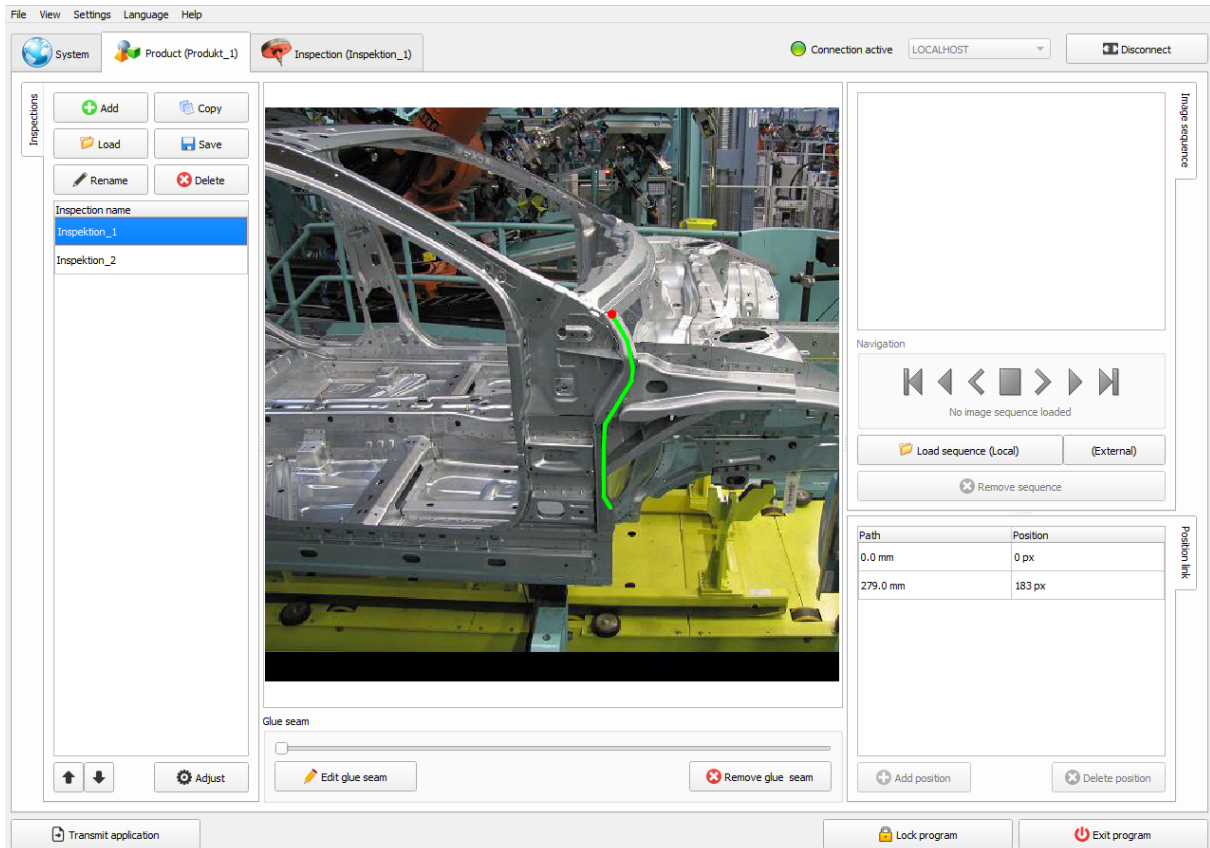 File View Settings Language Help
System
Product (Produkt_1)
Inspection (Inspektion_1)
Connection active
LOCALHOST
Disconnect
Inspections
Add
Copy
Load
Save
Rename
Delete
Inspection name
Inspektion_1
Inspektion_2
Adjust
Glue seam
Edit glue seam
Remove glue seam
Image sequence
Navigation
No image sequence loaded
Load sequence (Local)
(External)
Remove sequence
Position link
Path Position
0.0 mm 0 px
279.0 mm 183 px
Add position
Delete position
Transmit application
Lock program
Exit program